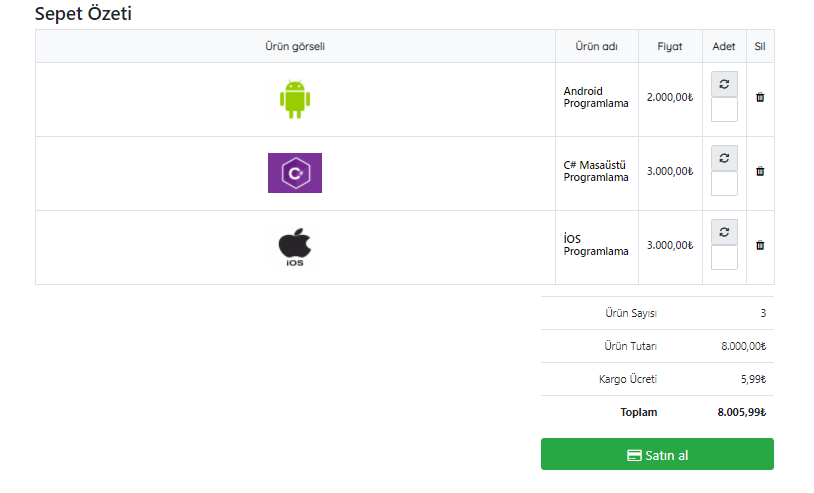 Sepet Özeti
Ürün görseli Ürün adı Fiyat Adet Sil
Android
Programlama
2.000,00₺
C# Masaüstü
Programlama
3.000,00₺
iOS
İOS
Programlama
3.000,00₺
Ürün Sayısı 3
Ürün Tutarı 8.000,00₺
Kargo Ücreti 5,99₺
Toplam 8.005,99₺
Satın al